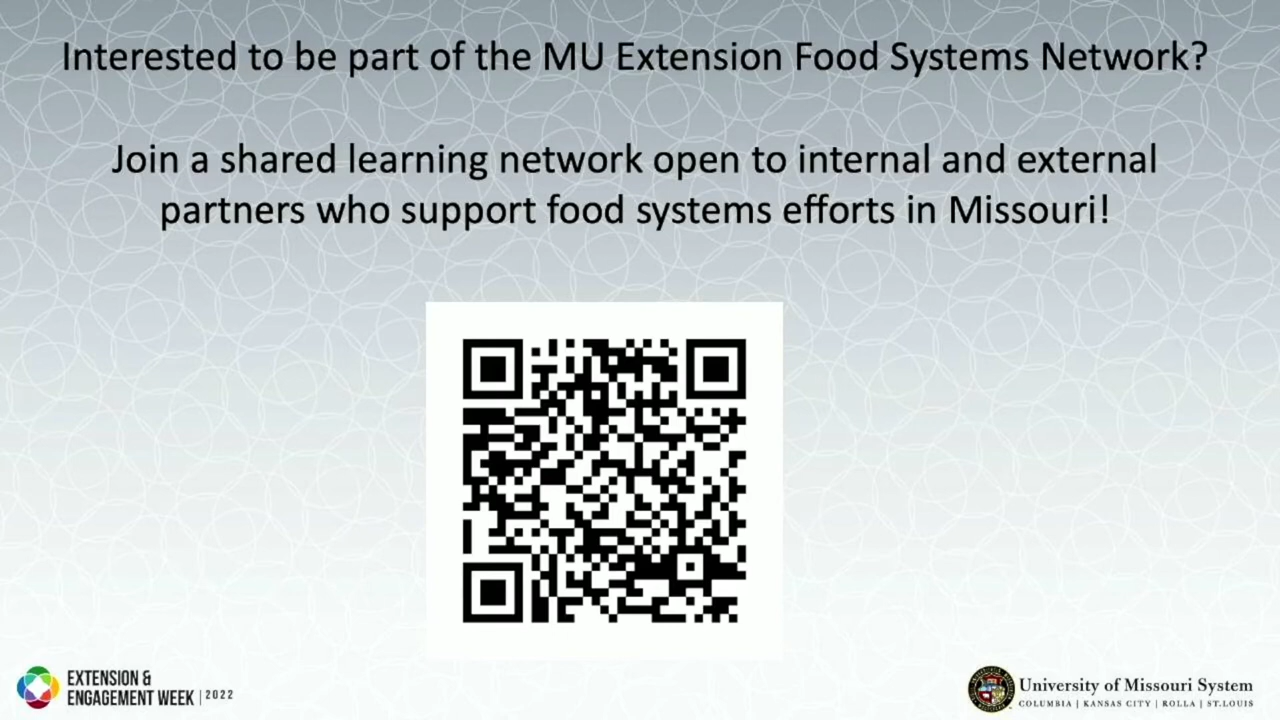 Interested to be part of the MU Extension Food Systems Network?
Join a shared learning network open to internal and external
partners who support food systems efforts in Missouri!
EXTENSION &
ENGAGEMENT WEEK | 2022
University of Missouri System
COLUMBIA | KANSAS CITY | ROLLA | ST.LOUIS